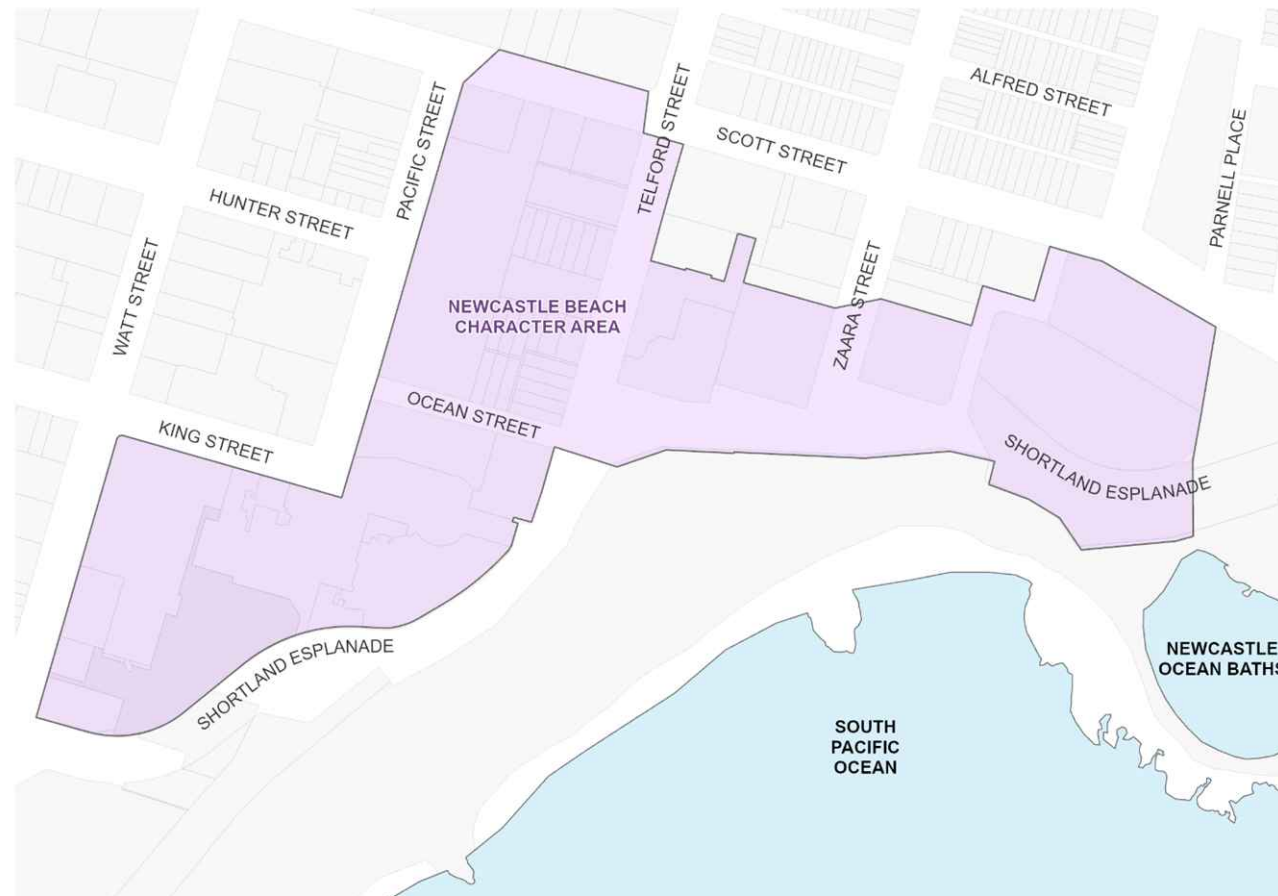 ALFRED STREET
SCOTT STREET
TELFORD STREET
PACIFIC STREET
PARNELL PLACE
HUNTER STREET
WATT STREET
ZAARA STREET
NEWCASTLE BEACH
CHARACTER AREA
OCEAN STREET
KING STREET
SHORTLAND ESPLANADE
SHORTLAND ESPLANADE
NEWCASTLE
OCEAN BATHS
SOUTH
PACIFIC
OCEAN